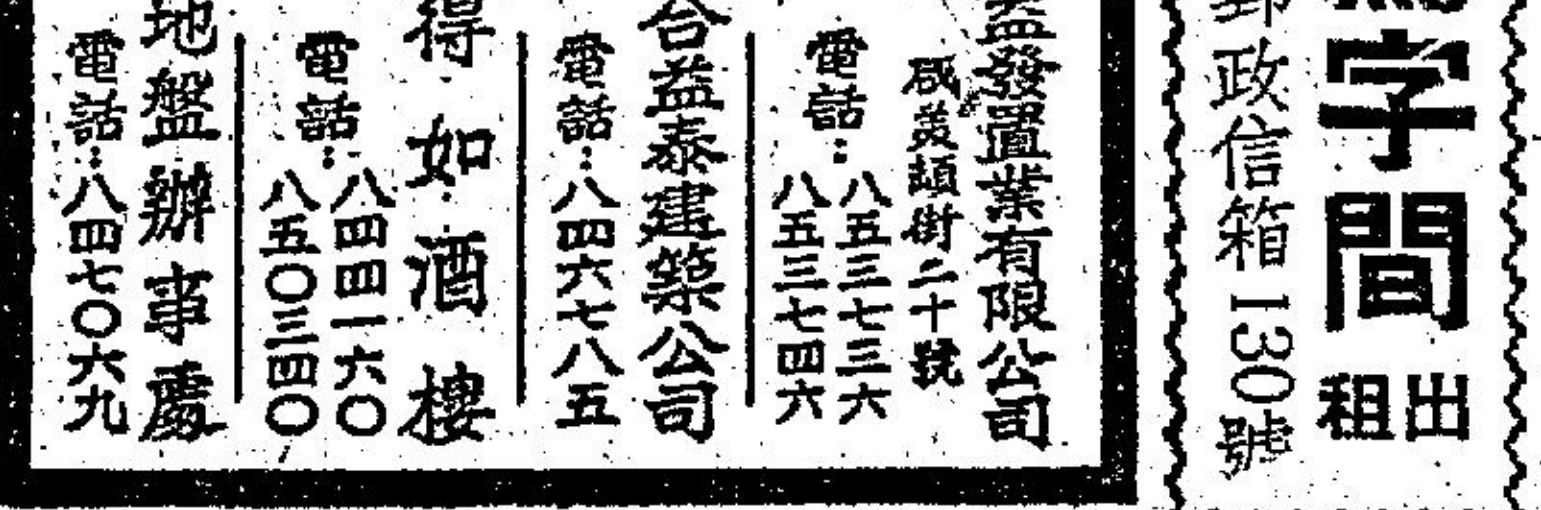 字間
出租
郵政信箱130號
益發置業有限公司
咸美頓街二十號
電話：
八五三七三六
八五三七四六
合益泰建築公司
電話：八四六七八五
得如酒樓
電話：
八四四一六〇
八五〇三四〇
地盤辦事處
電話：八四七〇六九